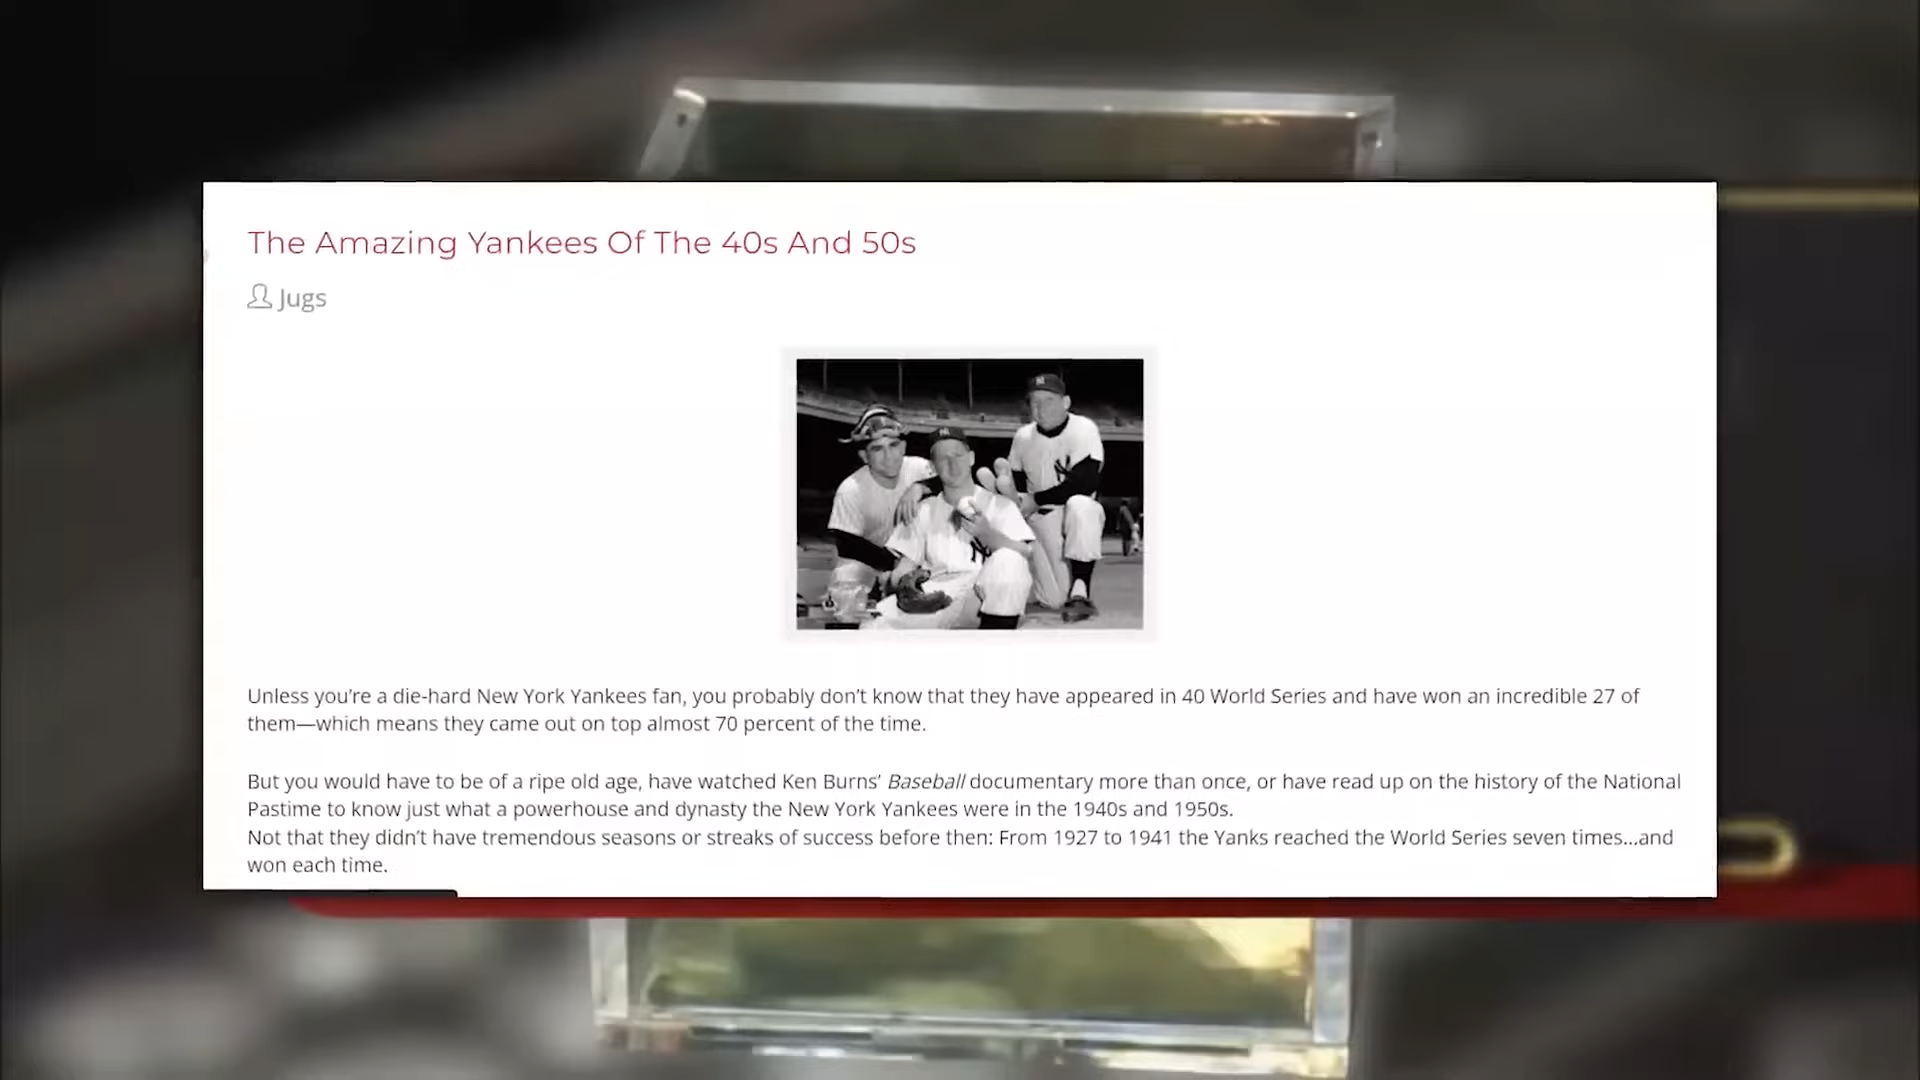 The Amazing Yankees Of The 40s And 50s
Jugs
Unless you’re a die-hard New York Yankees fan, you probably don’t know that they have appeared in 40 World Series and have won an incredible 27 of
them—which means they came out on top almost 70 percent of the time.
But you would have to be of a ripe old age, have watched Ken Burns’ Baseball documentary more than once, or have read up on the history of the National
Pastime to know just what a powerhouse and dynasty the New York Yankees were in the 1940s and 1950s.
Not that they didn’t have tremendous seasons or streaks of success before then: From 1927 to 1941 the Yanks reached the World Series seven times...and
won each time.